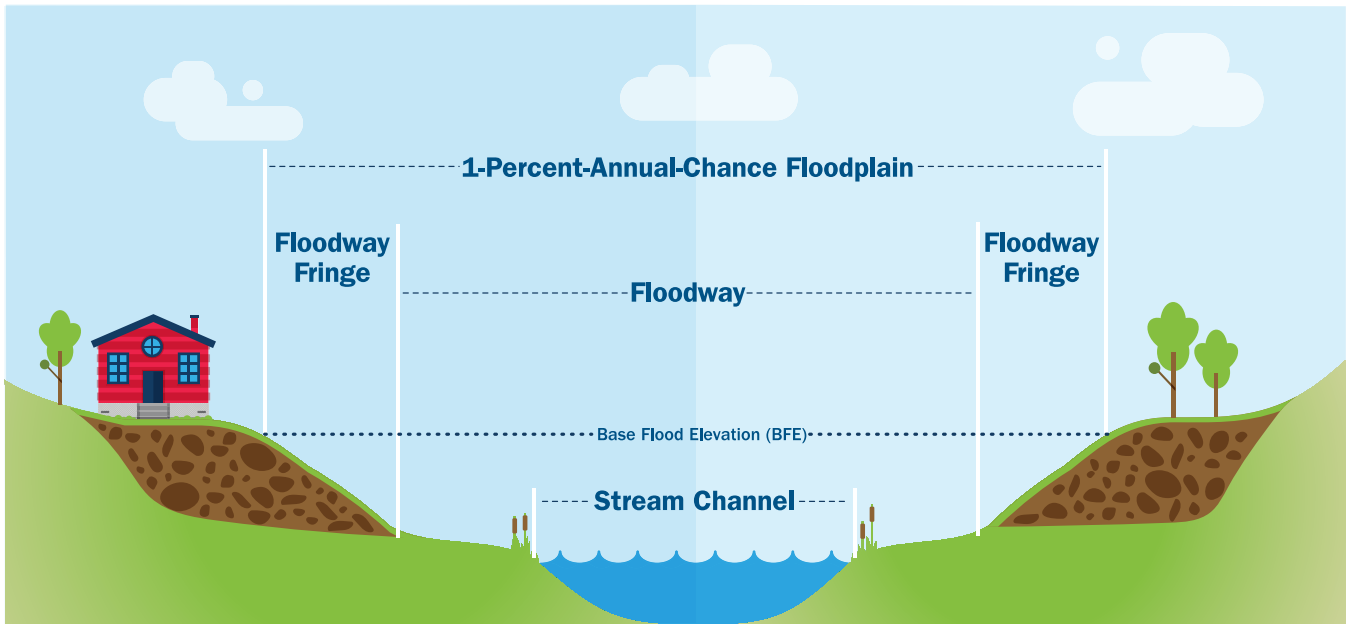 1-Percent-Annual-Chance Floodplain
Floodway
Fringe
Floodway
Floodway
Fringe
Base Flood Elevation (BFE)
Stream Channel